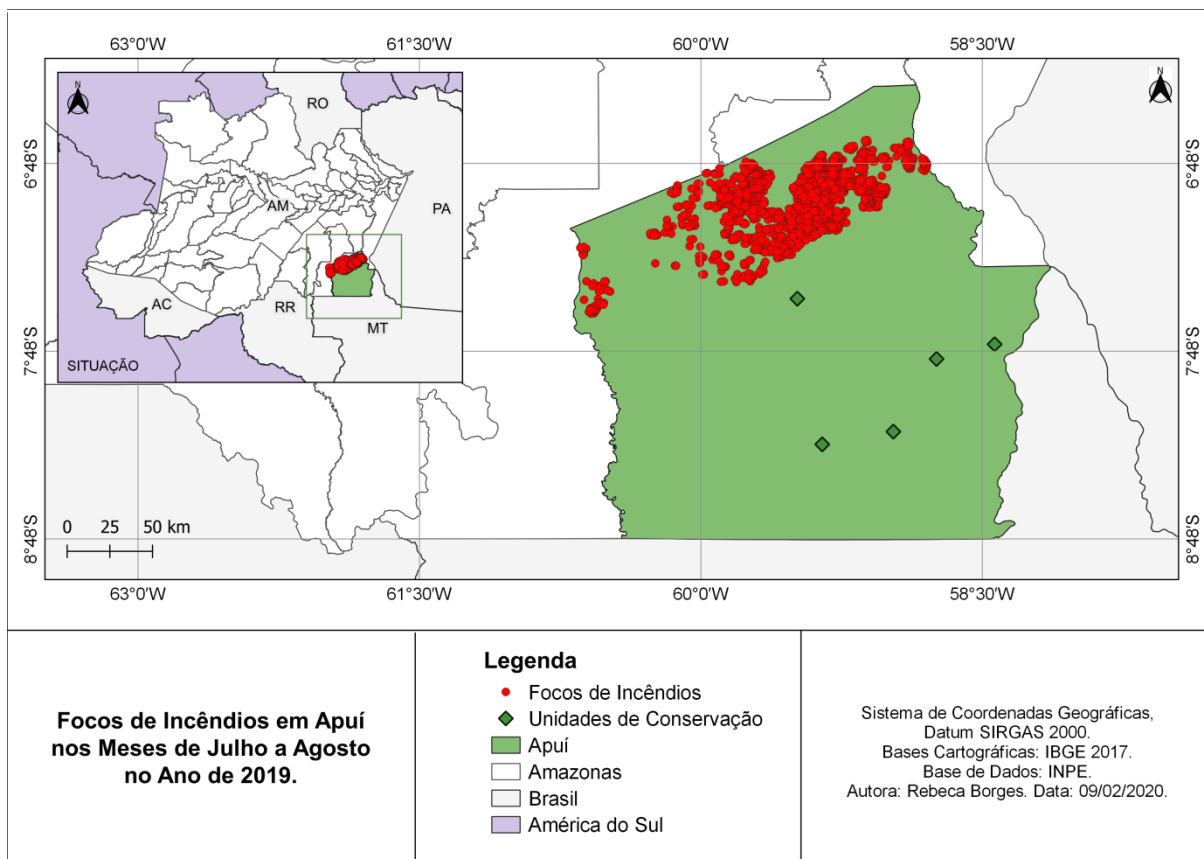 63°0'W 61°30'W 60°0'W 58°30'W
N
N
RO
AM
PA
AC
RR
MT
SITUAÇÃO
6°48'S
6°48'S
7°48'S
7°48'S
8°48'S
8°48'S
0 25 50 km
63°0'W 61°30'W 60°0'W 58°30'W
Focos de Incêndios em Apuí
nos Meses de Julho a Agosto
no Ano de 2019.
Legenda
Focos de Incêndios
Unidades de Conservação
Apuí
Amazonas
Brasil
América do Sul
Sistema de Coordenadas Geográficas,
Datum SIRGAS 2000.
Bases Cartográficas: IBGE 2017.
Base de Dados: INPE.
Autora: Rebeca Borges. Data: 09/02/2020.